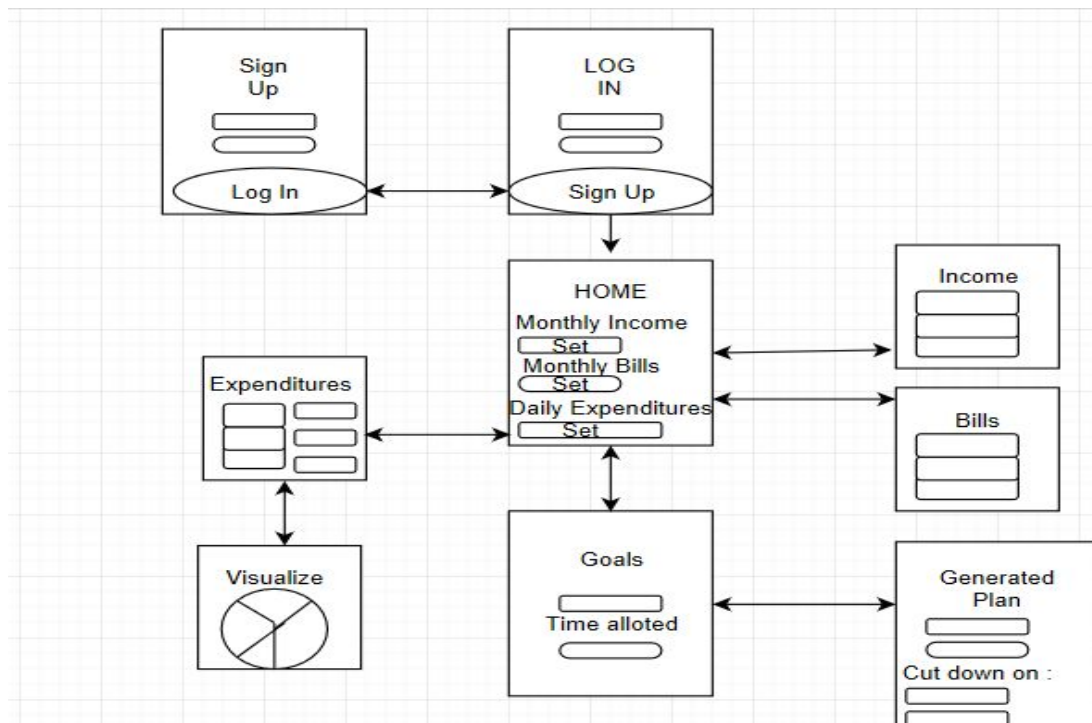 Sign
Up
Log In
LOG
IN
Sign Up
HOME
Monthly Income
Set
Monthly Bills
Set
Daily Expenditures
Set
Income
Bills
Expenditures
Visualize
Goals
Time alloted
Generated
Plan
Cut down on :